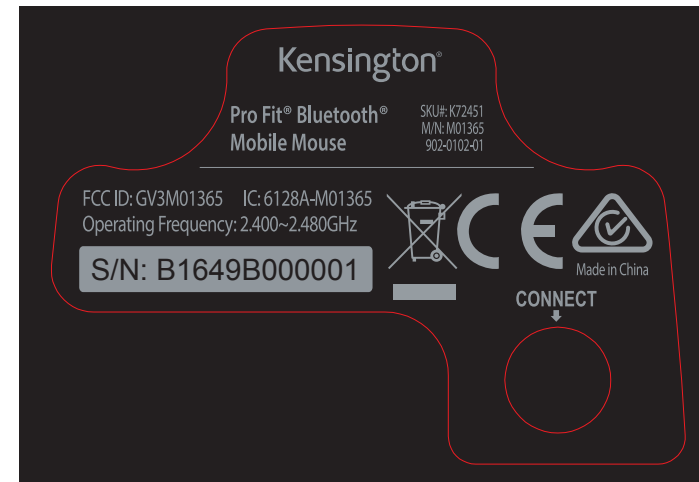 Kensington®
Pro Fit® Bluetooth®
Mobile Mouse
SKU#: K72451
M/N: M01365
902-0102-01
FCC ID: GV3M01365 IC: 6128A-M01365
Operating Frequency: 2.400~2.480GHz
S/N: B1649B000001
CE
Made in China
CONNECT